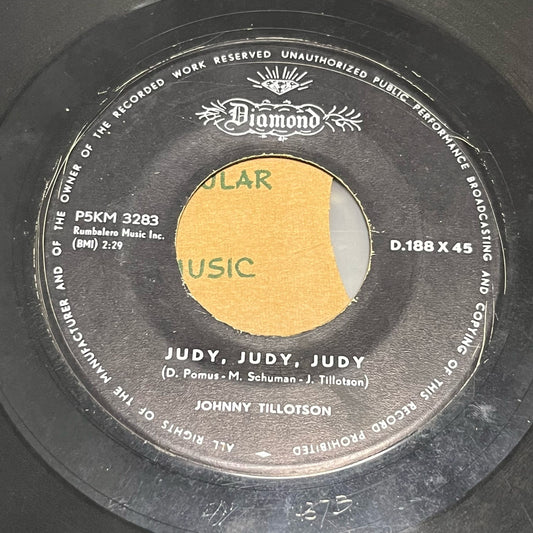 ALL RIGHTS OF THE MANUFACTURER AND OF THE OWNER OF THE RECORDED WORK RESERVED UNAUTHORIZED PUBLIC PERFORMANCE BROADCASTING AND COPYING OF THIS RECORD PROHIBITED
Diamond
ULAR
P5KM 3283
Rumbalero Music Inc.
(BMI) 2:29
D.188 X 45
USIC
JUDY, JUDY, JUDY
(D. Pomus - M. Schuman - J. Tillotson)
JOHNNY TILLOTSON
373